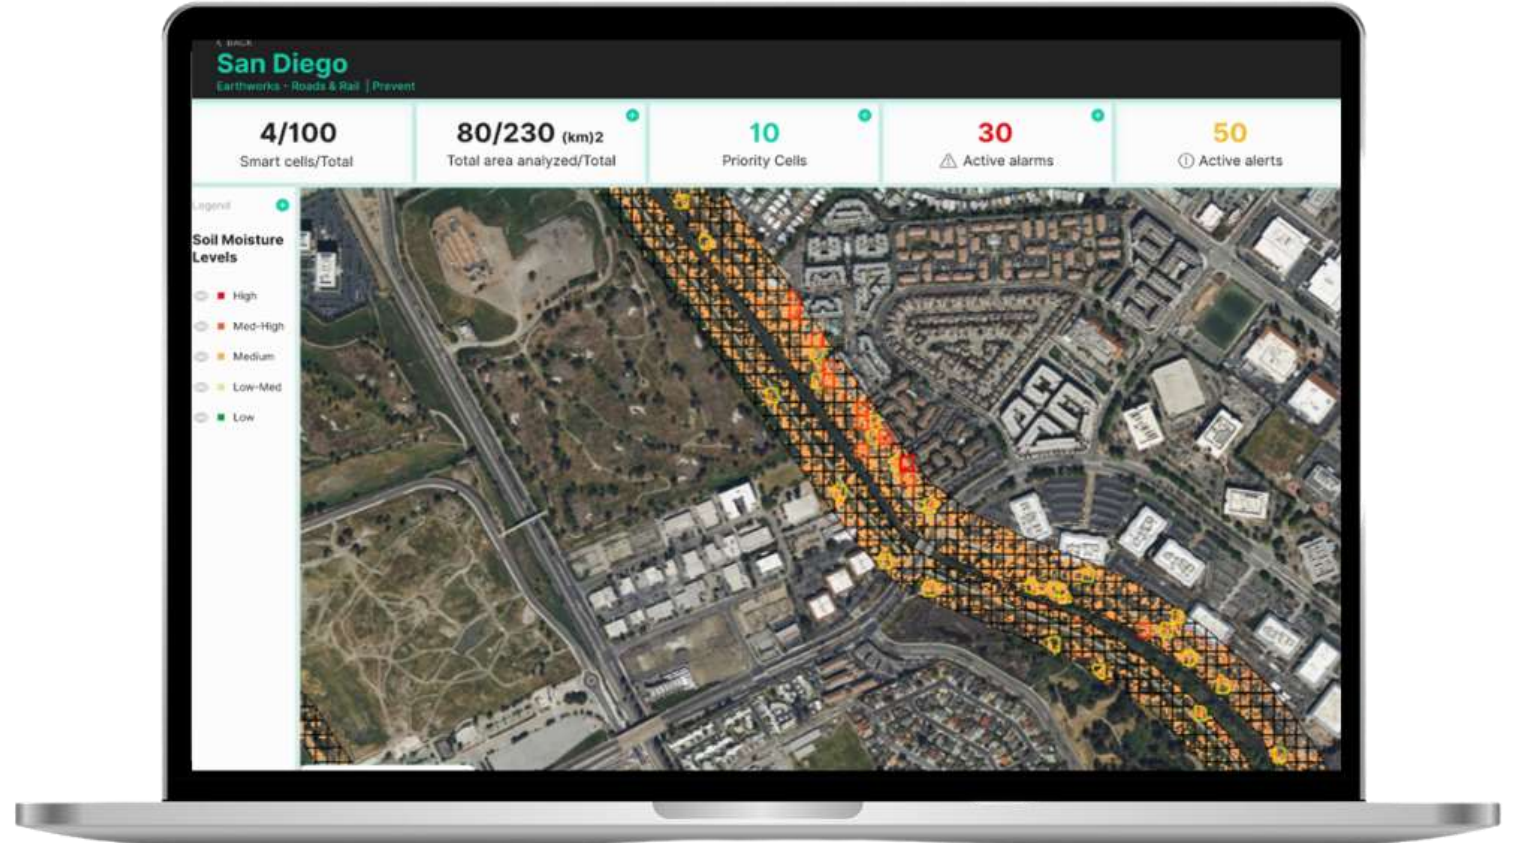 < BACK
San Diego
Earthworks - Roads & Rail | Prevent
4/100
Smart cells/Total
80/230 (km)2
Total area analyzed/Total
10
Priority Cells
30
Active alarms
50
Active alerts
Legend
Soil Moisture
Levels
High
Med-High
Medium
Low-Med
Low